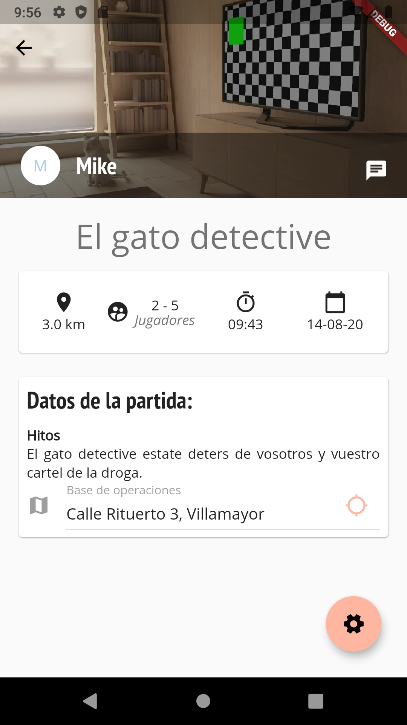 9:56
DEBUG
M
Mike
El gato detective
3.0 km
2 - 5
Jugadores
09:43
14-08-20
Datos de la partida:
Hitos
El gato detective estate deters de vosotros y vuestro
cartel de la droga.
Base de operaciones
Calle Rituerto 3, Villamayor